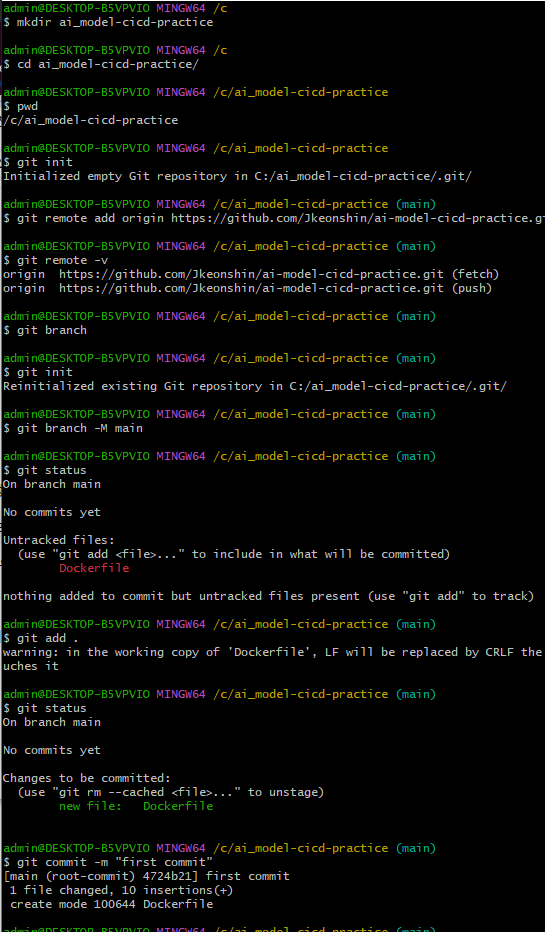 admin@DESKTOP-B5VPVIO MINGW64 /c
$ mkdir ai_model-cicd-practice
admin@DESKTOP-B5VPVIO MINGW64 /c
$ cd ai_model-cicd-practice/
admin@DESKTOP-B5VPVIO MINGW64 /c/ai_model-cicd-practice
$ pwd
/c/ai_model-cicd-practice
admin@DESKTOP-B5VPVIO MINGW64 /c/ai_model-cicd-practice
$ git init
Initialized empty Git repository in C:/ai_model-cicd-practice/.git/
admin@DESKTOP-B5VPVIO MINGW64 /c/ai_model-cicd-practice (main)
$ git remote add origin https://github.com/Jkeonshin/ai-model-cicd-practice.gi
admin@DESKTOP-B5VPVIO MINGW64 /c/ai_model-cicd-practice (main)
$ git remote -v
origin  https://github.com/Jkeonshin/ai-model-cicd-practice.git (fetch)
origin  https://github.com/Jkeonshin/ai-model-cicd-practice.git (push)
admin@DESKTOP-B5VPVIO MINGW64 /c/ai_model-cicd-practice (main)
$ git branch
admin@DESKTOP-B5VPVIO MINGW64 /c/ai_model-cicd-practice (main)
$ git init
Reinitialized existing Git repository in C:/ai_model-cicd-practice/.git/
admin@DESKTOP-B5VPVIO MINGW64 /c/ai_model-cicd-practice (main)
$ git branch -M main
admin@DESKTOP-B5VPVIO MINGW64 /c/ai_model-cicd-practice (main)
$ git status
On branch main
No commits yet
Untracked files:
  (use "git add <file>..." to include in what will be committed)
        Dockerfile
nothing added to commit but untracked files present (use "git add" to track)
admin@DESKTOP-B5VPVIO MINGW64 /c/ai_model-cicd-practice (main)
$ git add .
warning: in the working copy of 'Dockerfile', LF will be replaced by CRLF the
uches it
admin@DESKTOP-B5VPVIO MINGW64 /c/ai_model-cicd-practice (main)
$ git status
On branch main
No commits yet
Changes to be committed:
  (use "git rm --cached <file>..." to unstage)
        new file:   Dockerfile
admin@DESKTOP-B5VPVIO MINGW64 /c/ai_model-cicd-practice (main)
$ git commit -m "first commit"
[main (root-commit) 4724b21] first commit
 1 file changed, 10 insertions(+)
 create mode 100644 Dockerfile
admin@DESKTOP-B5VPVIO MINGW64 /c/ai_model-cicd-practice (main)